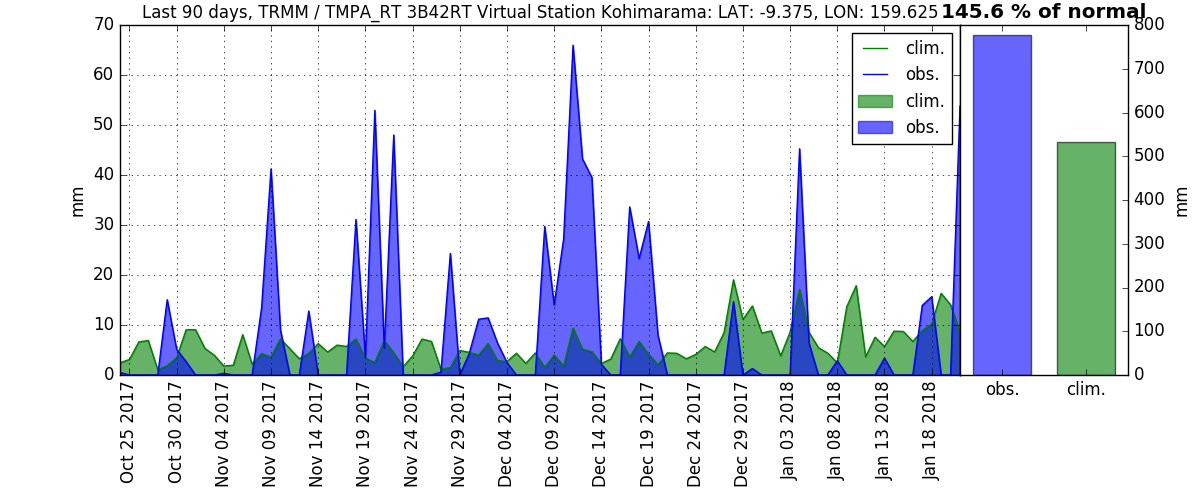 Last 90 days, TRMM / TMPA_RT 3B42RT Virtual Station Kohimarama: LAT: -9.375, LON: 159.625
145.6 % of normal
clim.
obs.
clim.
obs.
mm
70
60
50
40
30
20
10
0
800
700
600
500
400
300
200
100
0
mm
Oct 25 2017
Oct 30 2017
Nov 04 2017
Nov 09 2017
Nov 14 2017
Nov 19 2017
Nov 24 2017
Nov 29 2017
Dec 04 2017
Dec 09 2017
Dec 14 2017
Dec 19 2017
Dec 24 2017
Dec 29 2017
Jan 03 2018
Jan 08 2018
Jan 13 2018
Jan 18 2018
obs.
clim.